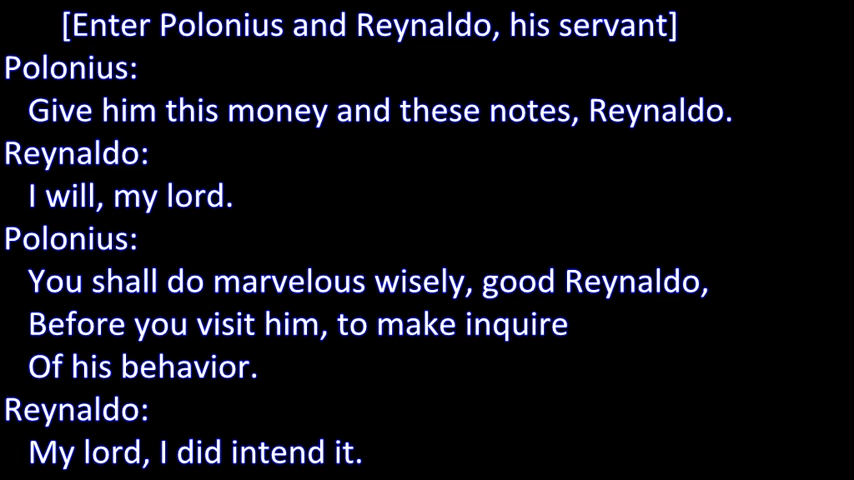 [Enter Polonius and Reynaldo, his servant]
Polonius:
Give him this money and these notes, Reynaldo.
Reynaldo:
I will, my lord.
Polonius:
You shall do marvelous wisely, good Reynaldo,
Before you visit him, to make inquire
Of his behavior.
Reynaldo:
My lord, I did intend it.